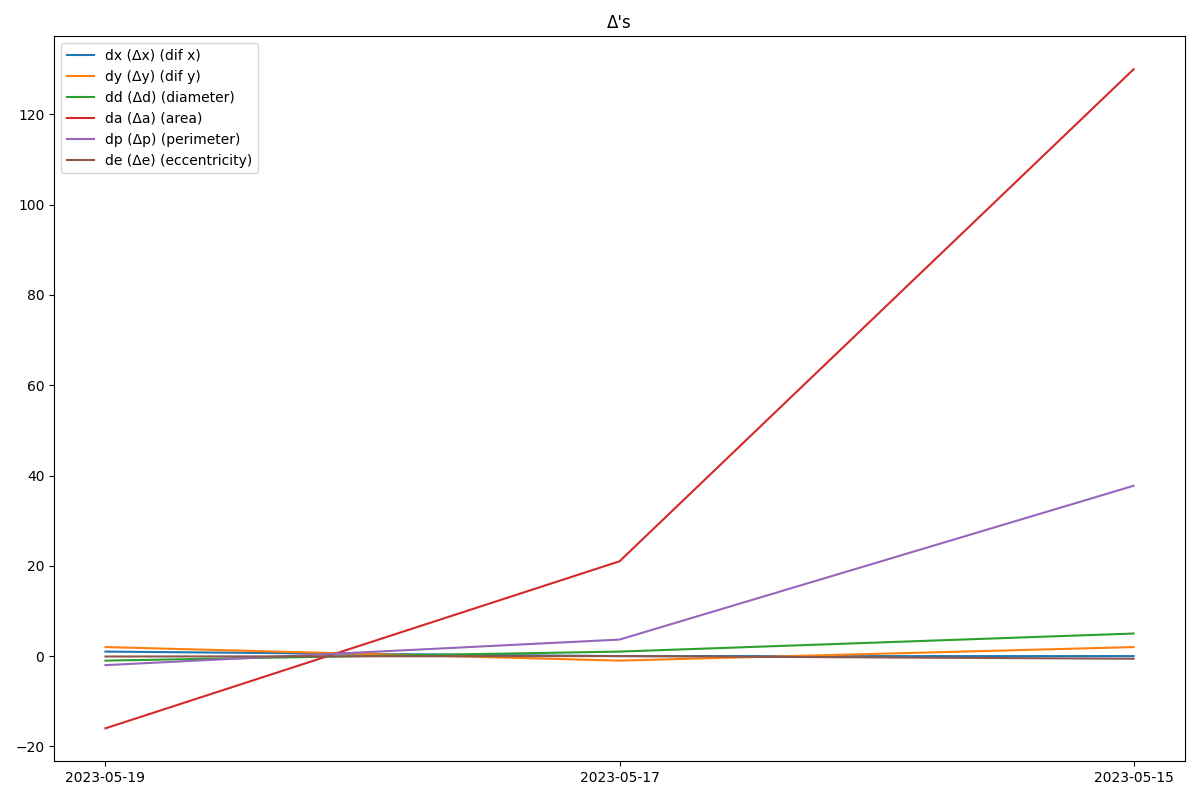 Δ's
dx (Δx) (dif x)
dy (Δy) (dif y)
dd (Δd) (diameter)
da (Δa) (area)
dp (Δp) (perimeter)
de (Δe) (eccentricity)
120
100
80
60
40
20
0
−20
2023-05-19 2023-05-17 2023-05-15